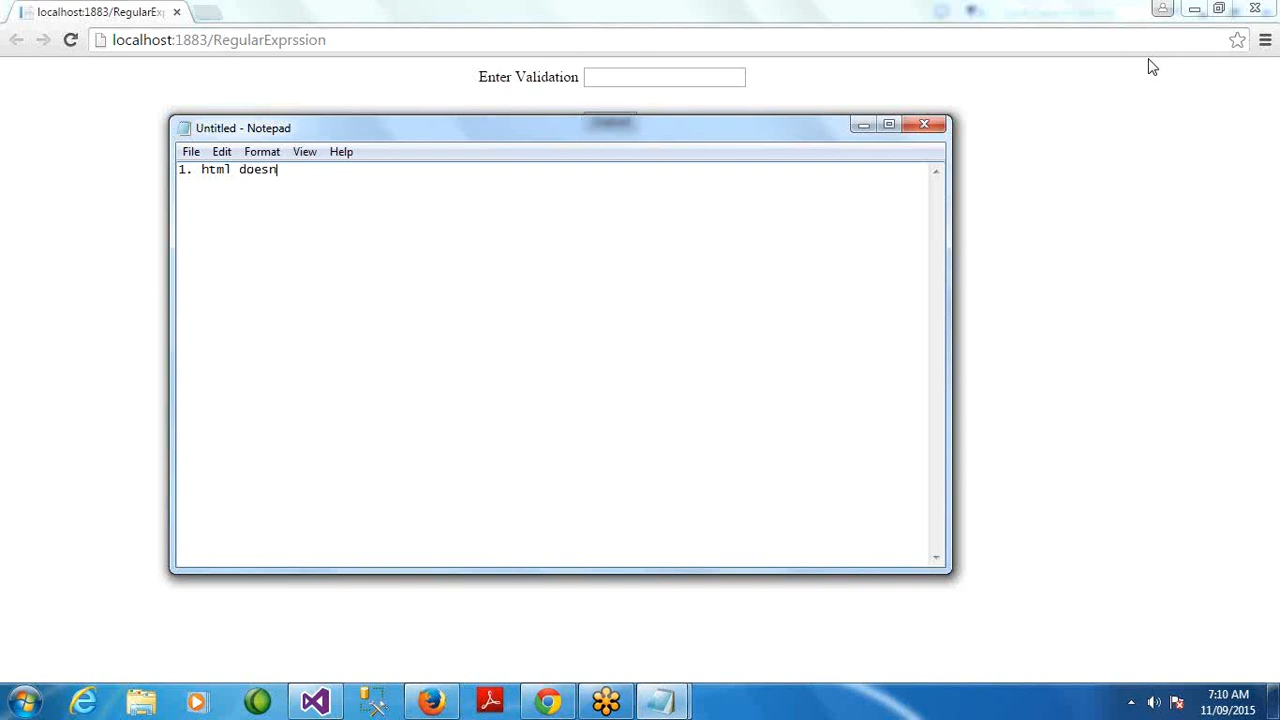 localhost:1883/RegularExp
localhost:1883/RegularExprssion
Enter Validation
Untitled - Notepad
File Edit Format View Help
1. html doesn
7:10 AM
11/09/2015